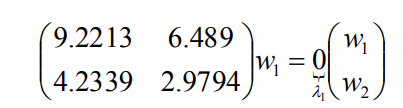 (9.2213 6.489
4.2339 2.9794) w₁ = 0 (w₁
w₂)
λ₁